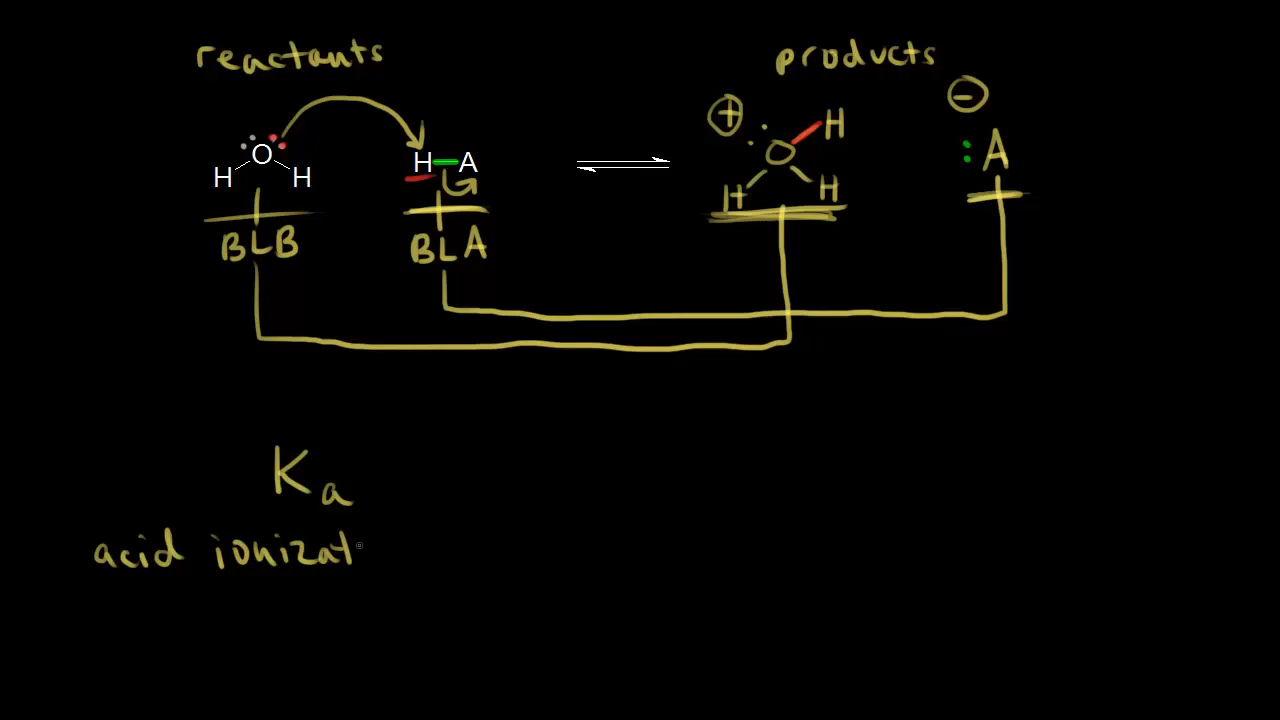 reactants products
⊕ ⊖
O H–A ⇌ O H :A
H H H H
BLB BLA
Ka
acid ionizat